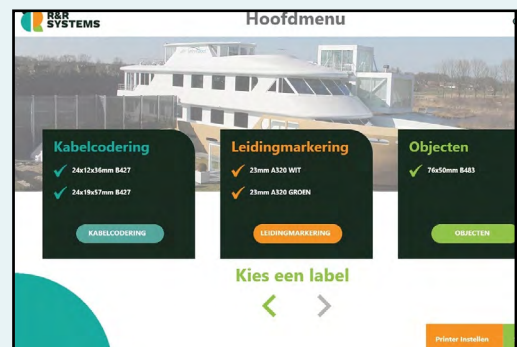 R&R
SYSTEMS
Hoofdmenu
Kabelcodering
24x12x36mm B427
24x19x57mm B427
KABELCODERING
Leidingmarkering
23mm A320 WIT
23mm A320 GROEN
LEIDINGMARKERING
Objecten
76x50mm B483
OBJECTEN
Kies een label
Printer Instellen